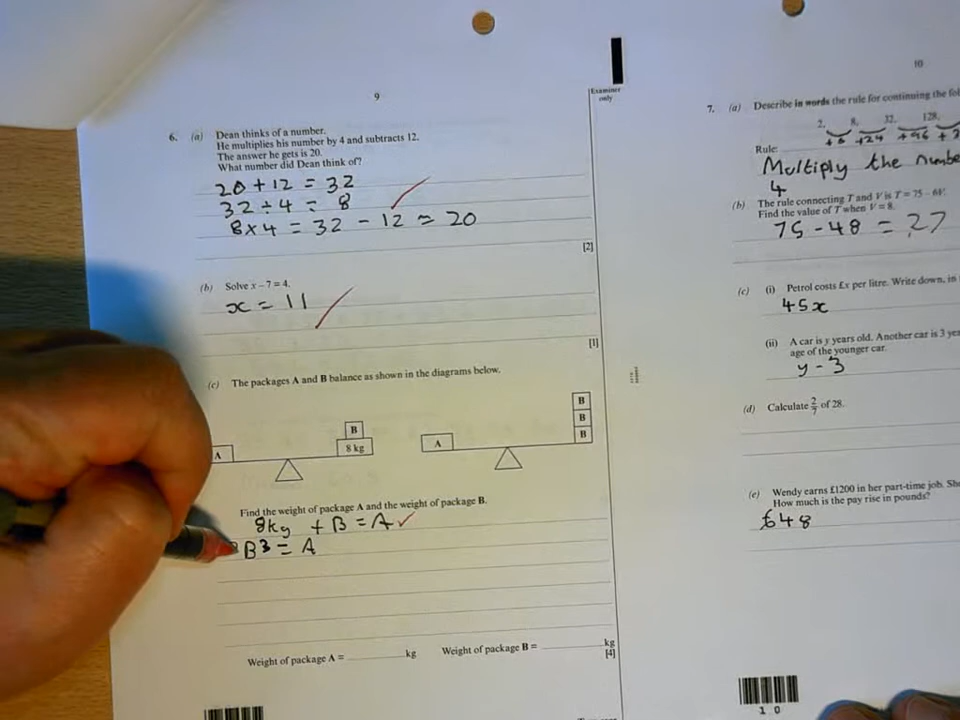 9
Examiner
only
6. (a) Dean thinks of a number.
He multiplies his number by 4 and subtracts 12.
The answer he gets is 20.
What number did Dean think of?
20 + 12 = 32
32 ÷ 4 = 8
8 x 4 = 32 - 12 = 20
[2]
(b) Solve x – 7 = 4.
x = 11
[1]
(c) The packages A and B balance as shown in the diagrams below.
A
B
8 kg
A
B
B
B
Find the weight of package A and the weight of package B.
8kg + B = A
B³ = A
Weight of package A = kg Weight of package B = kg
[4]
10
7. (a) Describe in words the rule for continuing the
2, 8, 32, 128,
+6 +24 +96
Rule:
Multiply the
4
(b) The rule connecting T and V is T = 75 – 6V.
Find the value of T when V = 8.
75 - 48 = 27
(c) (i) Petrol costs £x per litre. Write down, in
45x
(ii) A car is y years old. Another car is 3
age of the younger car.
y - 3
(d) Calculate 2/7 of 28.
(e) Wendy earns £1200 in her part-time job.
How much is the pay rise in pounds?
£648
1 0